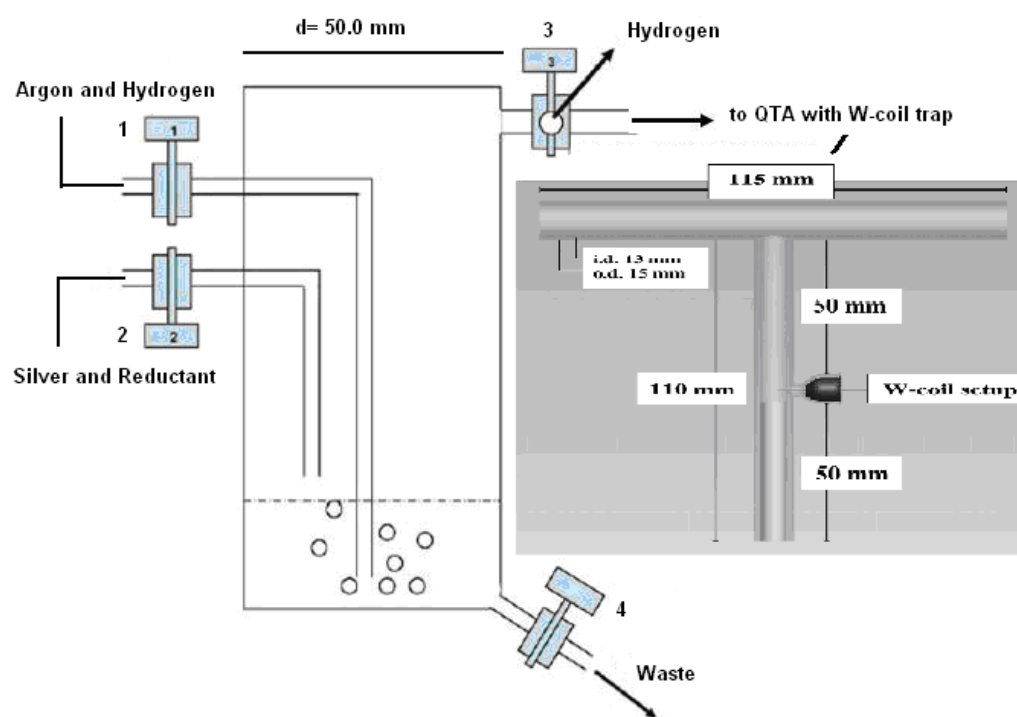 d= 50.0 mm
3
Hydrogen
3
Argon and Hydrogen
1
1
to QTA with W-coil trap
115 mm
i.d. 13 mm
o.d. 15 mm
50 mm
2
2
Silver and Reductant
110 mm
W-coil setup
50 mm
4
Waste